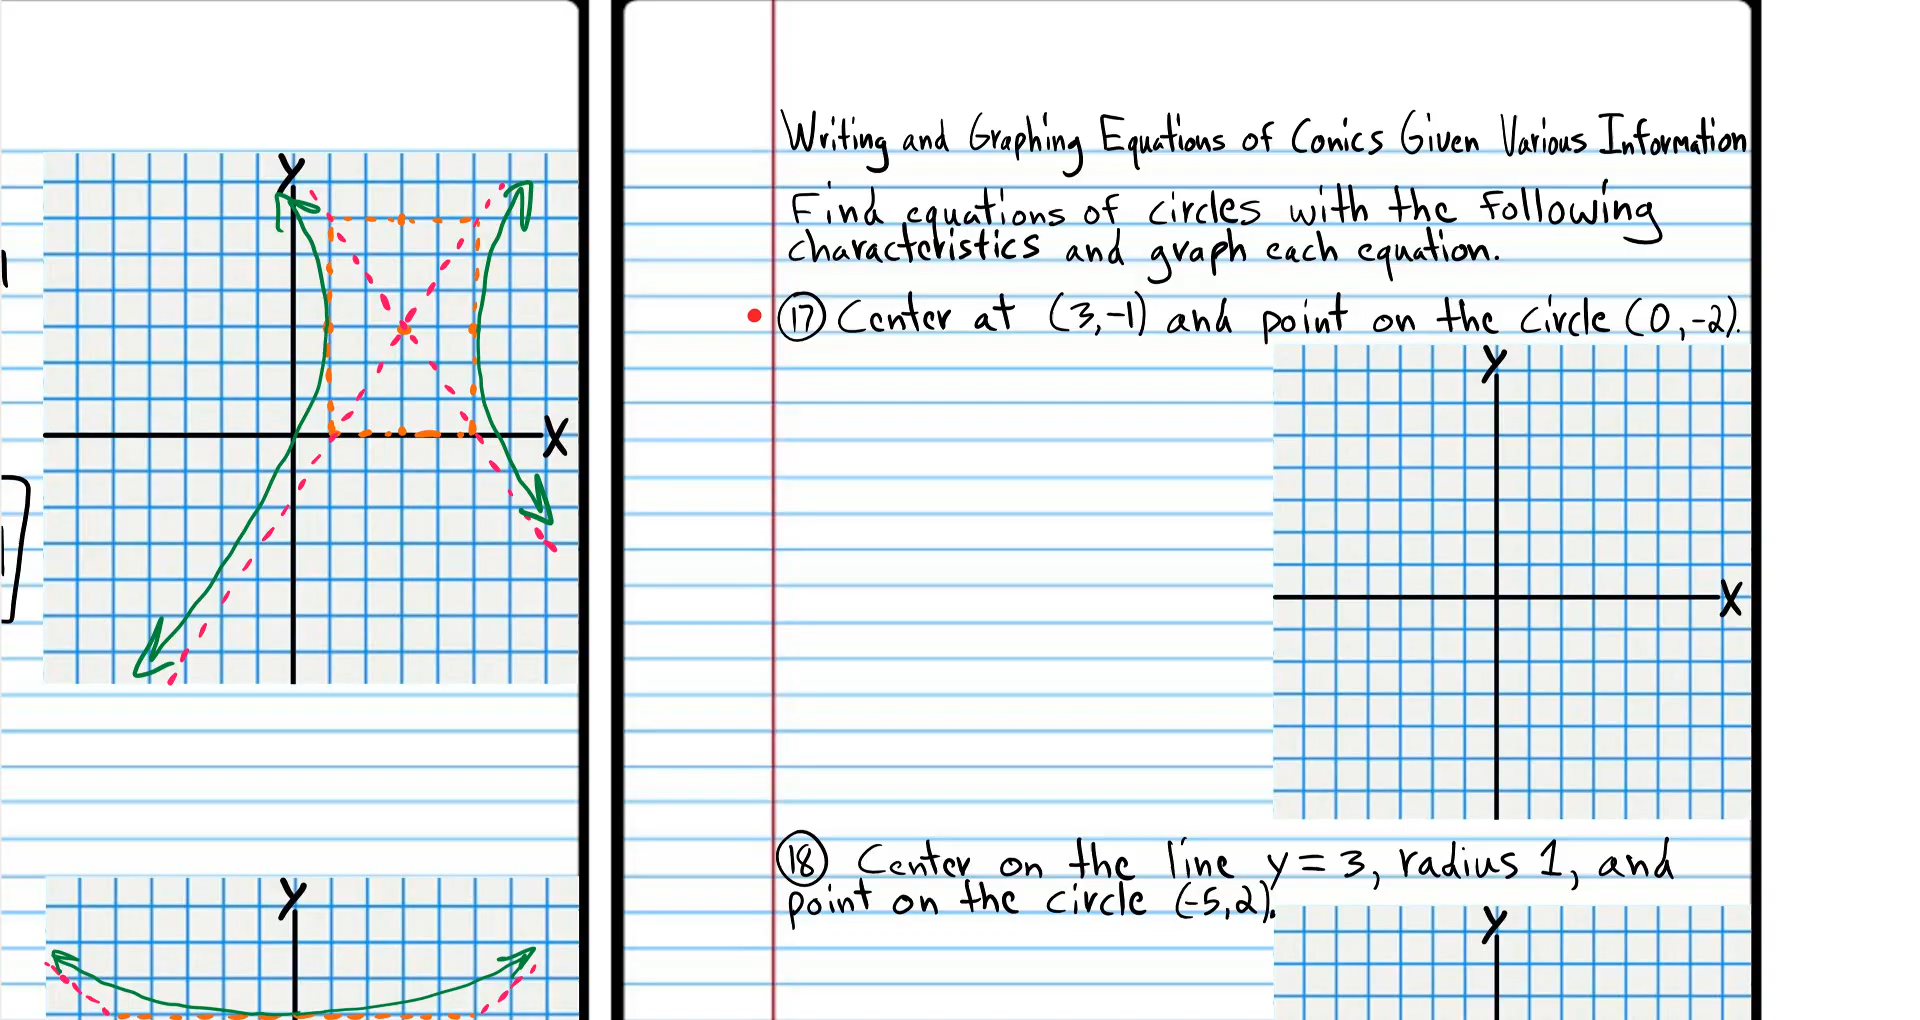 Y
X
Y
Writing and Graphing Equations of Conics Given Various Information
Find equations of circles with the following
characteristics and graph each equation.
⑰ Center at (3,-1) and point on the circle (0,-2).
Y
X
⑱ Center on the line y = 3, radius 1, and
point on the circle (-5,2).
Y